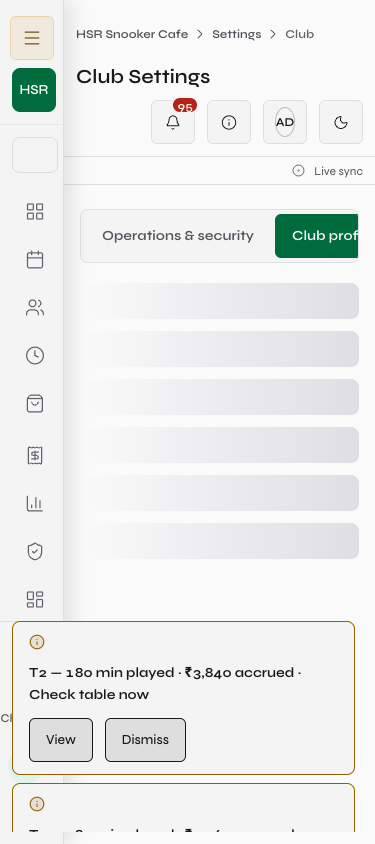 HSR Snooker Cafe > Settings > Club
HSR
Club Settings
95
AD
Live sync
Operations & security
Club prof
T2 — 180 min played · ₹3,840 accrued ·
Check table now
View
Dismiss